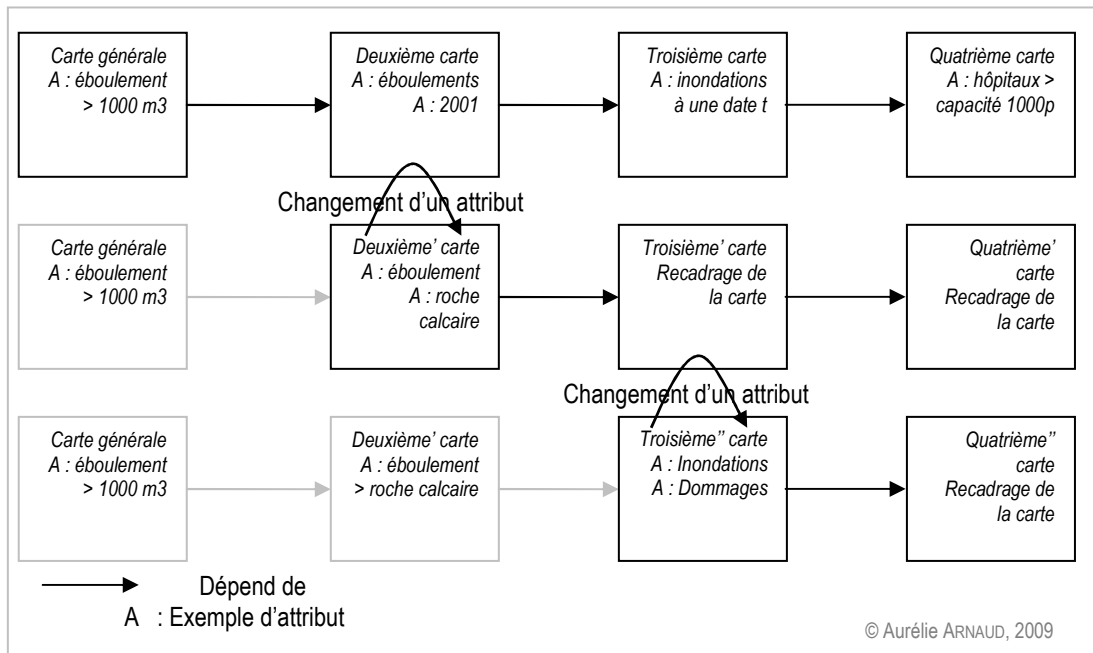 Carte générale
A : éboulement
> 1000 m3
Deuxième carte
A : éboulements
A : 2001
Troisième carte
A : inondations
à une date t
Quatrième carte
A : hôpitaux >
capacité 1000p
Changement d’un attribut
Carte générale
A : éboulement
> 1000 m3
Deuxième’ carte
A : éboulement
A : roche
calcaire
Troisième’ carte
Recadrage de
la carte
Quatrième’
carte
Recadrage de
la carte
Changement d’un attribut
Carte générale
A : éboulement
> 1000 m3
Deuxième’ carte
A : éboulement
> roche calcaire
Troisième’’ carte
A : Inondations
A : Dommages
Quatrième’’
carte
Recadrage de
la carte
Dépend de
A : Exemple d’attribut
© Aurélie ARNAUD, 2009